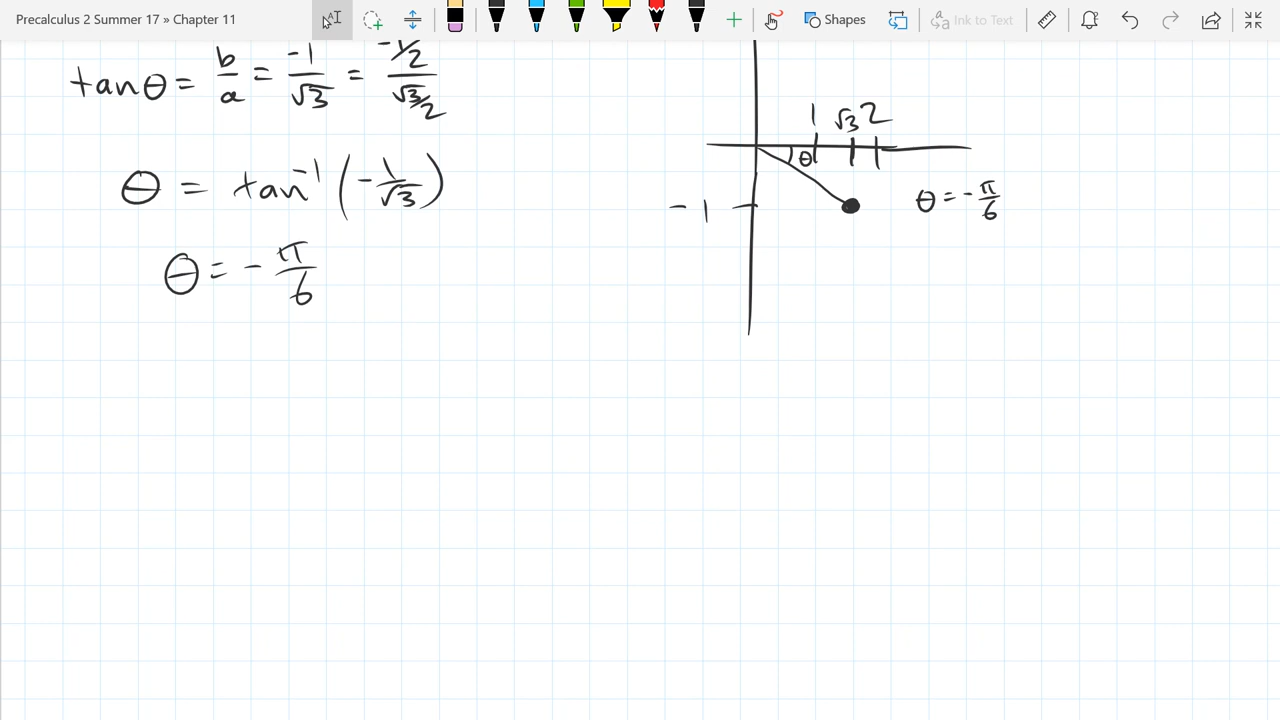 Precalculus 2 Summer 17 » Chapter 11
Shapes
Ink to Text
tanθ = b/a = -1/√3 = (-1/2)/(√3/2)
θ = tan⁻¹(-1/√3)
θ = -π/6
1 √3 2
θ
-1
θ = -π/6